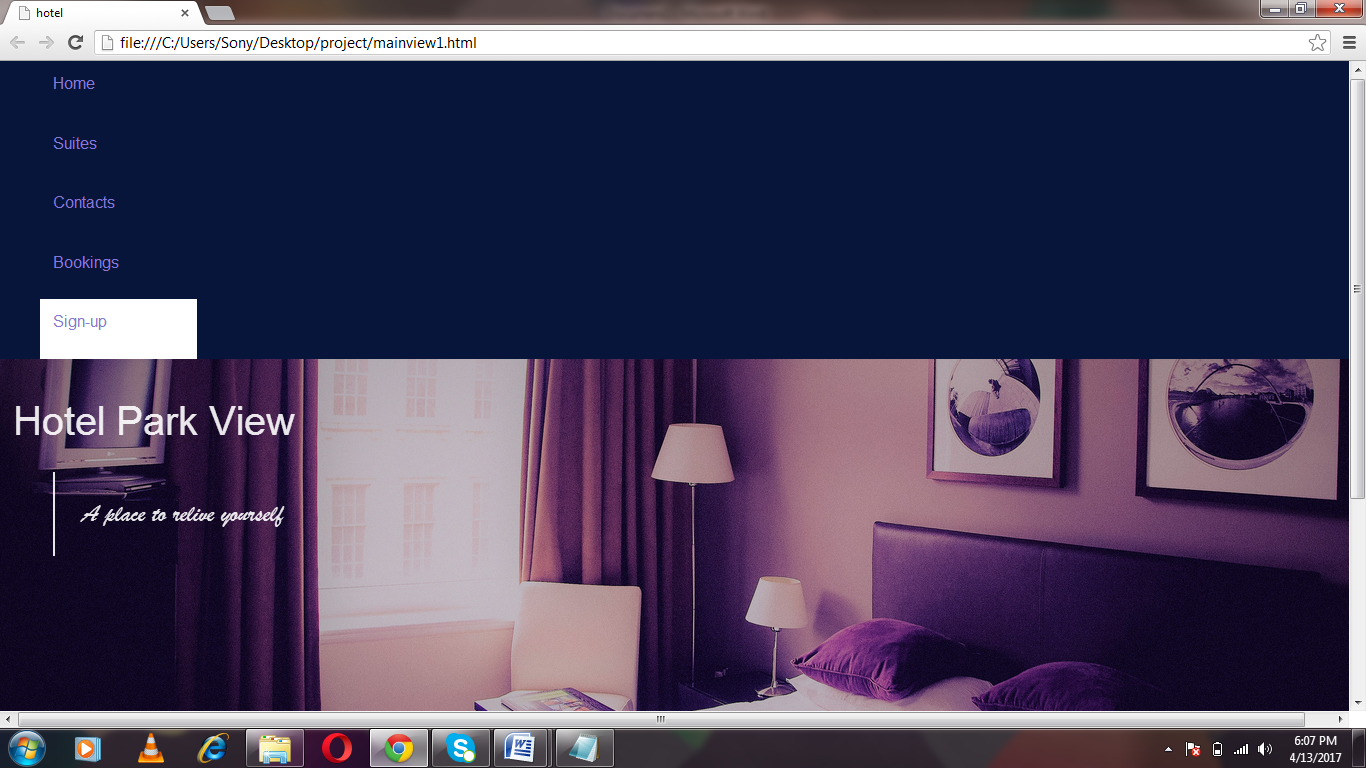 hotel
file:///C:/Users/Sony/Desktop/project/mainview1.html
Home
Suites
Contacts
Bookings
Sign-up
Hotel Park View
A place to relive yourself
6:07 PM
4/13/2017